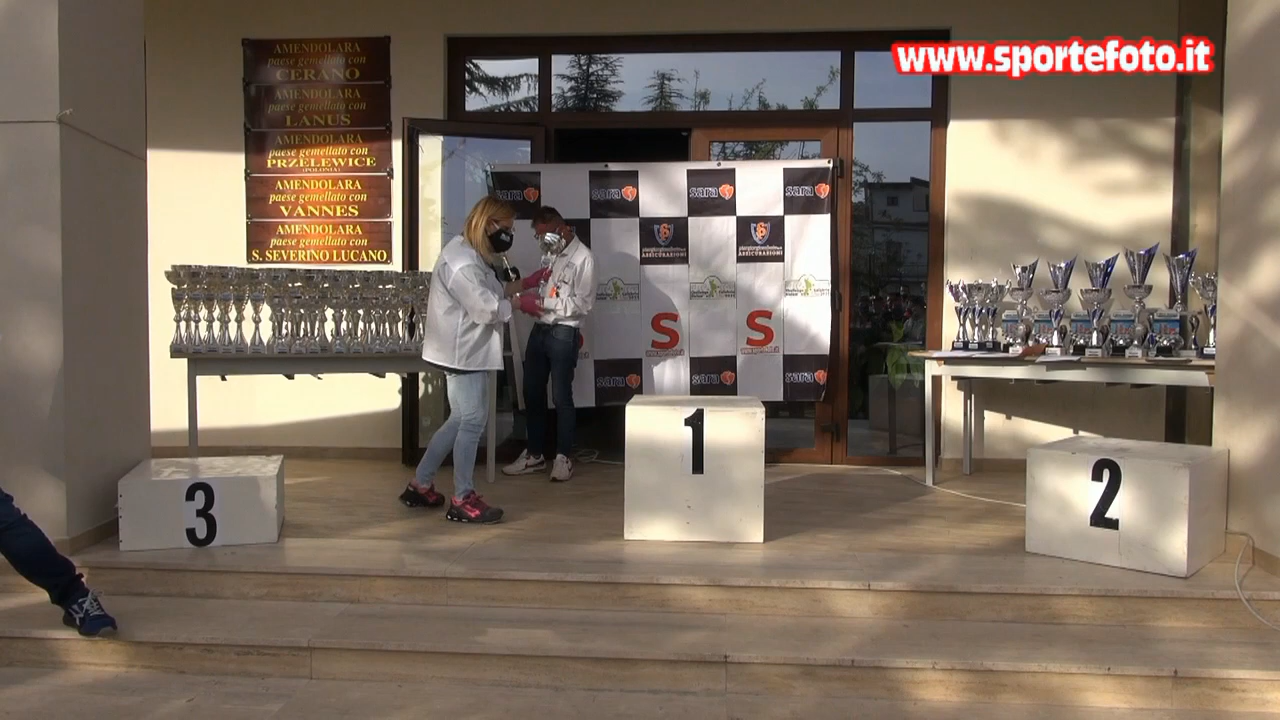 www.sportefoto.it
AMENDOLARA
paese gemellato con
CERANO
AMENDOLARA
paese gemellato con
LANUS
AMENDOLARA
paese gemellato con
PRZELEWICE
(POLONIA)
AMENDOLARA
paese gemellato con
VANNES
AMENDOLARA
paese gemellato con
S. SEVERINO LUCANO
sara
sara
sara
sara
ASSICURAZIONI
ASSICURAZIONI
S
S
sara
sara
sara
1
2
3